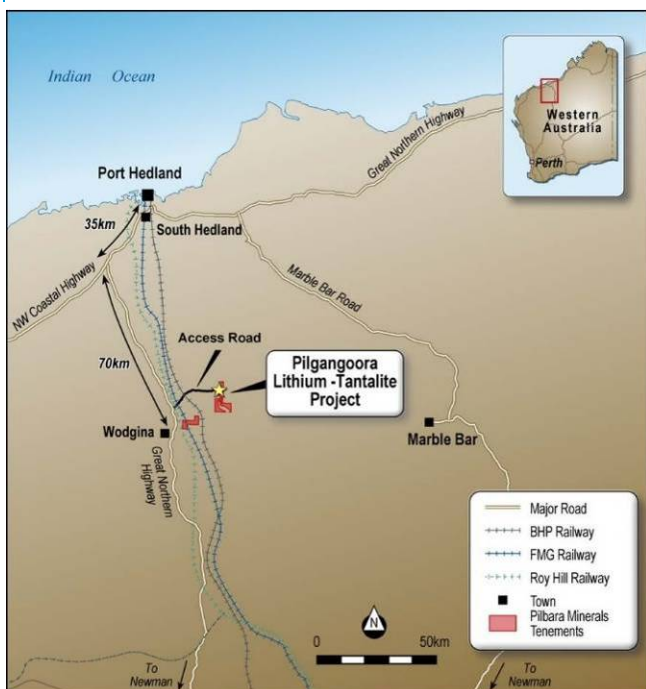 Indian Ocean
Western
Australia
Perth
Great Northern Highway
Port Hedland
35km
South Hedland
NW Coastal Highway
Marble Bar Road
Access Road
70km
Pilgangoora
Lithium -Tantalite
Project
Wodgina
Marble Bar
Great Northern
Highway
Major Road
BHP Railway
FMG Railway
Roy Hill Railway
Town
Pilbara Minerals
Tenements
N
0 50km
To
Newman
To
Newman